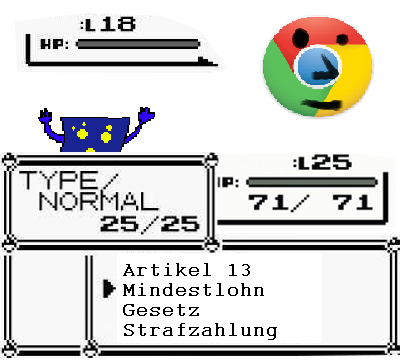 :L18
HP:
:L25
HP:
71/ 71
TYPE/
NORMAL
25/25
Artikel 13
Mindestlohn
Gesetz
Strafzahlung